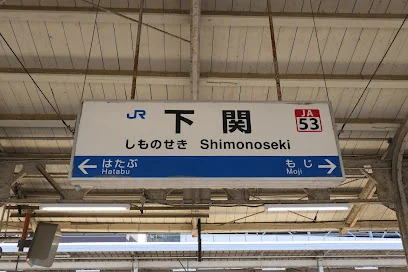 JR 下関 JA 53
しものせき Shimonoseki
はたぶ もじ
Hatabu Moji